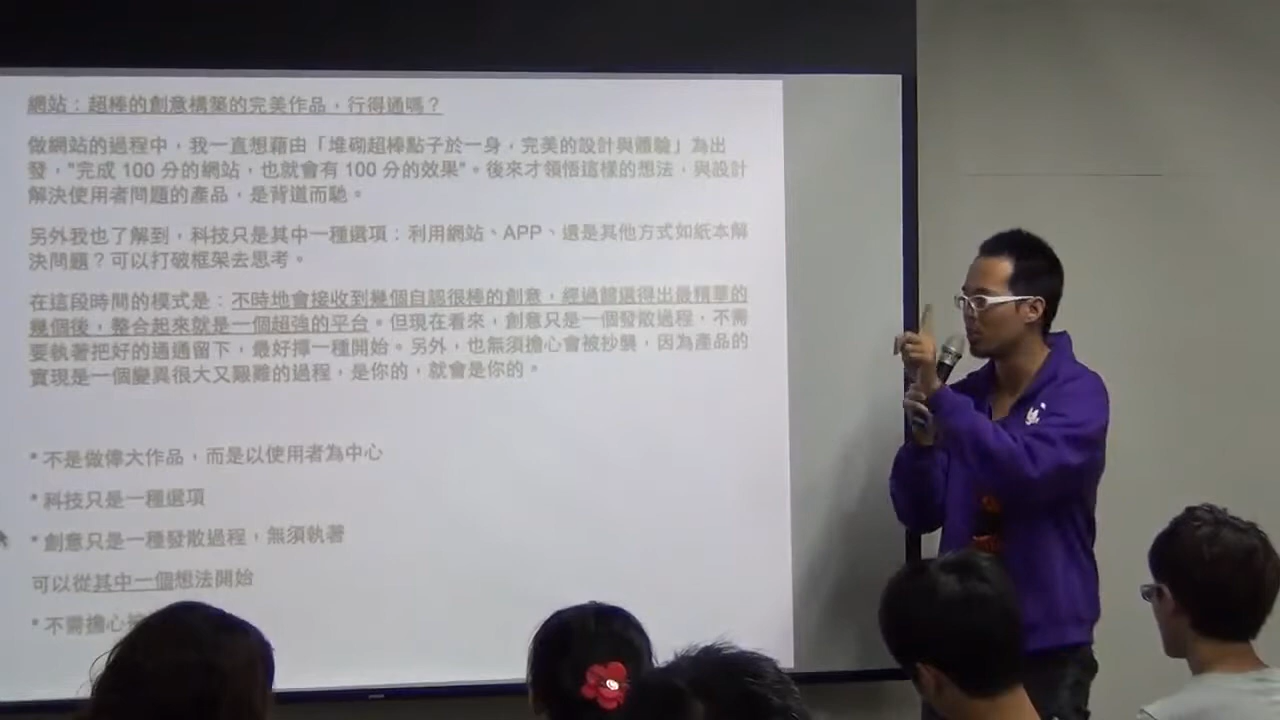 網站：超棒的創意構築的完美作品，行得通嗎？
做網站的過程中，我一直想藉由「堆砌超棒點子於一身，完美的設計與體驗」為出
發，"完成 100 分的網站，也就會有 100 分的效果"。後來才領悟這樣的想法，與設計
解決使用者問題的產品，是背道而馳。
另外我也了解到，科技只是其中一種選項：利用網站、APP、還是其他方式如紙本解
決問題？可以打破框架去思考。
在這段時間的模式是：不時地會接收到幾個自認很棒的創意，經過篩選得出最精華的
幾個後，整合起來就是一個超強的平台。但現在看來，創意只是一個發散過程，不需
要執著把好的通通留下，最好擇一種開始。另外，也無須擔心會被抄襲，因為產品的
實現是一個變異很大又艱難的過程，是你的，就會是你的。
*不是做偉大作品，而是以使用者為中心
*科技只是一種選項
*創意只是一種發散過程，無須執著
可以從其中一個想法開始
*不需擔心